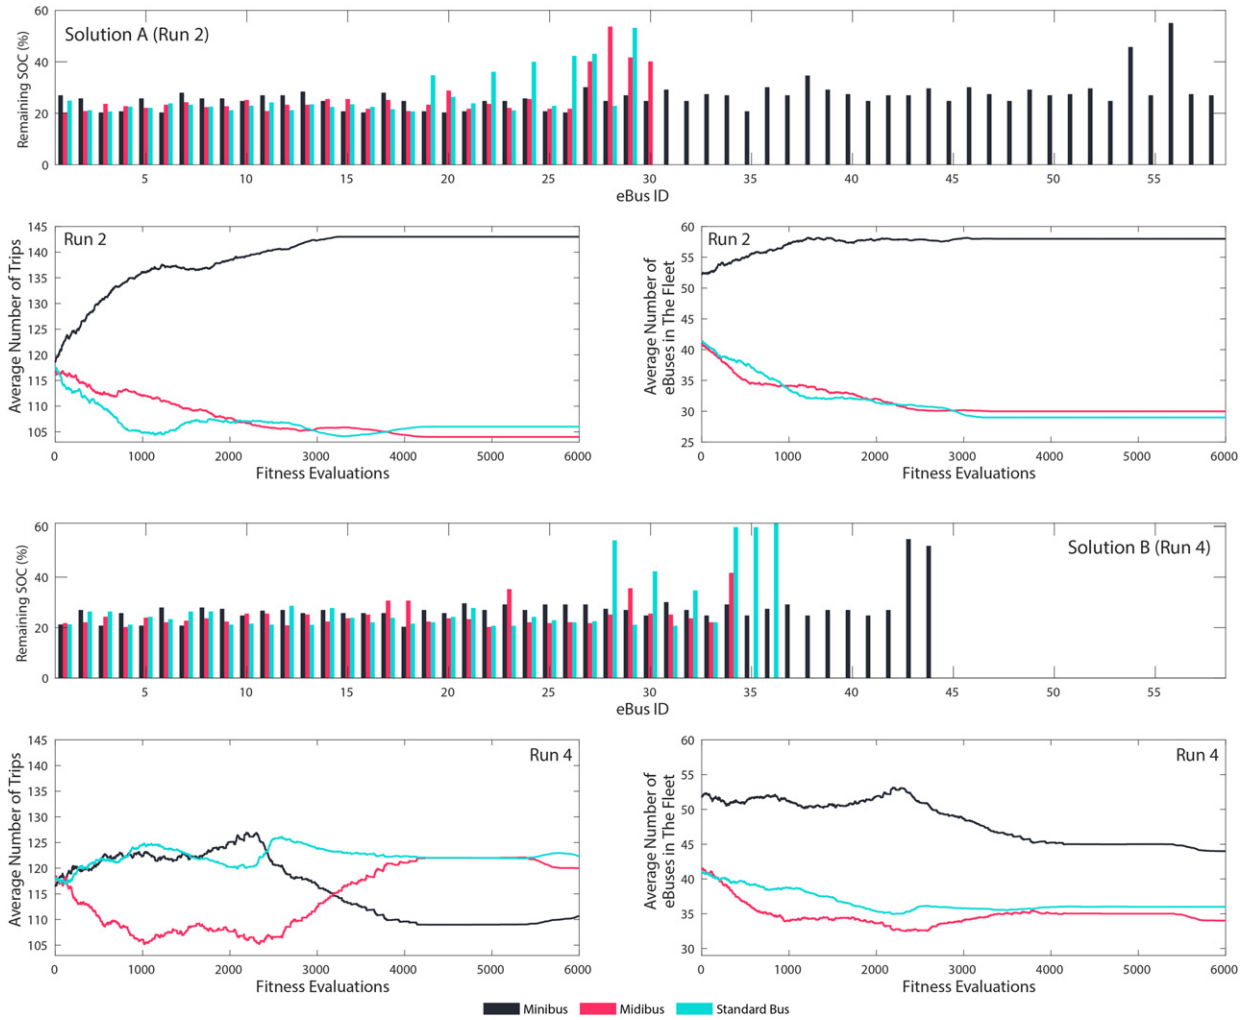 Solution A (Run 2)
Remaining SOC (%)
60
40
20
0
5 10 15 20 25 30 35 40 45 50 55
eBus ID
Run 2
Average Number of Trips
145
140
135
130
125
120
115
110
105
0 1000 2000 3000 4000 5000 6000
Fitness Evaluations
Run 2
Average Number of
eBuses in The Fleet
60
55
50
45
40
35
30
25
0 1000 2000 3000 4000 5000 6000
Fitness Evaluations
Solution B (Run 4)
Remaining SOC (%)
60
40
20
0
5 10 15 20 25 30 35 40 45 50 55
eBus ID
Run 4
Average Number of Trips
145
140
135
130
125
120
115
110
105
0 1000 2000 3000 4000 5000 6000
Fitness Evaluations
Run 4
Average Number of
eBuses in The Fleet
60
55
50
45
40
35
30
0 1000 2000 3000 4000 5000 6000
Fitness Evaluations
Minibus Midibus Standard Bus